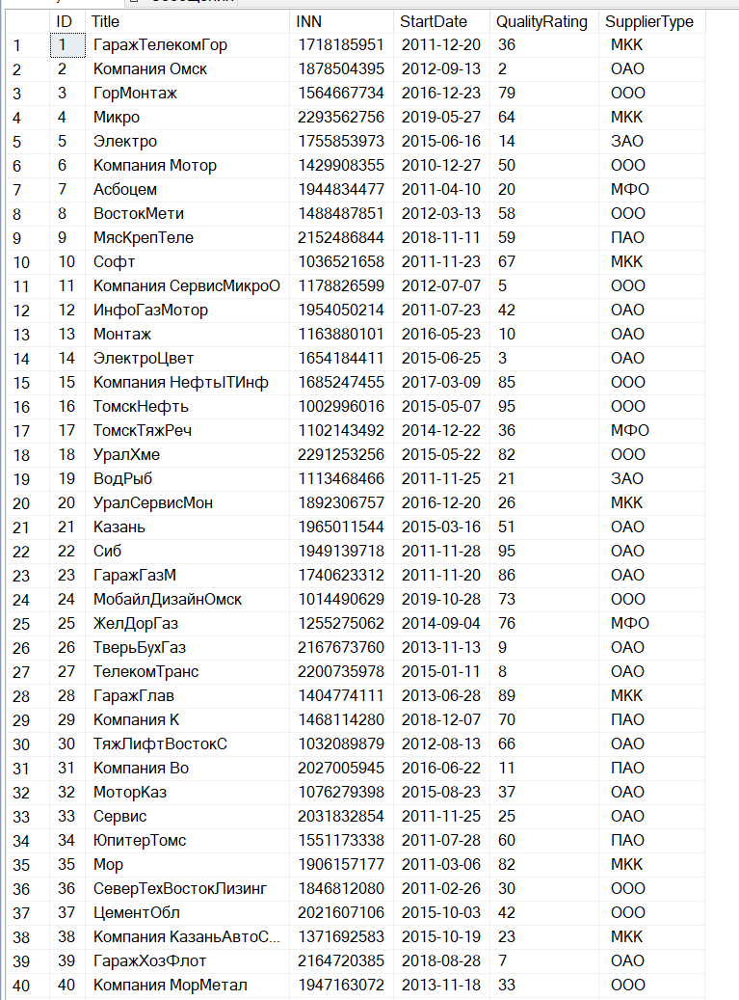 ID Title INN StartDate QualityRating SupplierType
1 1 ГаражТелекомГор 1718185951 2011-12-20 36 МКК
2 2 Компания Омск 1878504395 2012-09-13 2 ОАО
3 3 ГорМонтаж 1564667734 2016-12-23 79 ООО
4 4 Микро 2293562756 2019-05-27 64 МКК
5 5 Электро 1755853973 2015-06-16 14 ЗАО
6 6 Компания Мотор 1429908355 2010-12-27 50 ООО
7 7 Асбоцем 1944834477 2011-04-10 20 МФО
8 8 ВостокМети 1488487851 2012-03-13 58 ООО
9 9 МясКрепТеле 2152486844 2018-11-11 59 ПАО
10 10 Софт 1036521658 2011-11-23 67 МКК
11 11 Компания СервисМикроО 1178826599 2012-07-07 5 ООО
12 12 ИнфоГазМотор 1954050214 2011-07-23 42 ОАО
13 13 Монтаж 1163880101 2016-05-23 10 ОАО
14 14 ЭлектроЦвет 1654184411 2015-06-25 3 ОАО
15 15 Компания НефтьITИнф 1685247455 2017-03-09 85 ООО
16 16 ТомскНефть 1002996016 2015-05-07 95 ООО
17 17 ТомскТяжРеч 1102143492 2014-12-22 36 МФО
18 18 УралХме 2291253256 2015-05-22 82 ООО
19 19 ВодРыб 1113468466 2011-11-25 21 ЗАО
20 20 УралСервисМон 1892306757 2016-12-20 26 МКК
21 21 Казань 1965011544 2015-03-16 51 ОАО
22 22 Сиб 1949139718 2011-11-28 95 ОАО
23 23 ГаражГазМ 1740623312 2011-11-20 86 ОАО
24 24 МобайлДизайнОмск 1014490629 2019-10-28 73 ООО
25 25 ЖелДорГаз 1255275062 2014-09-04 76 МФО
26 26 ТверьБухГаз 2167673760 2013-11-13 9 ОАО
27 27 ТелекомТранс 2200735978 2015-01-11 8 ОАО
28 28 ГаражГлав 1404774111 2013-06-28 89 МКК
29 29 Компания К 1468114280 2018-12-07 70 ПАО
30 30 ТяжЛифтВостокС 1032089879 2012-08-13 66 ОАО
31 31 Компания Во 2027005945 2016-06-22 11 ПАО
32 32 МоторКаз 1076279398 2015-08-23 37 ОАО
33 33 Сервис 2031832854 2011-11-25 25 ОАО
34 34 ЮпитерТомс 1551173338 2011-07-28 60 ПАО
35 35 Мор 1906157177 2011-03-06 82 МКК
36 36 СеверТехВостокЛизинг 1846812080 2011-02-26 30 ООО
37 37 ЦементОбл 2021607106 2015-10-03 42 ООО
38 38 Компания КазаньАвтоС... 1371692583 2015-10-19 23 МКК
39 39 ГаражХозФлот 2164720385 2018-08-28 7 ОАО
40 40 Компания МорМетал 1947163072 2013-11-18 33 ООО